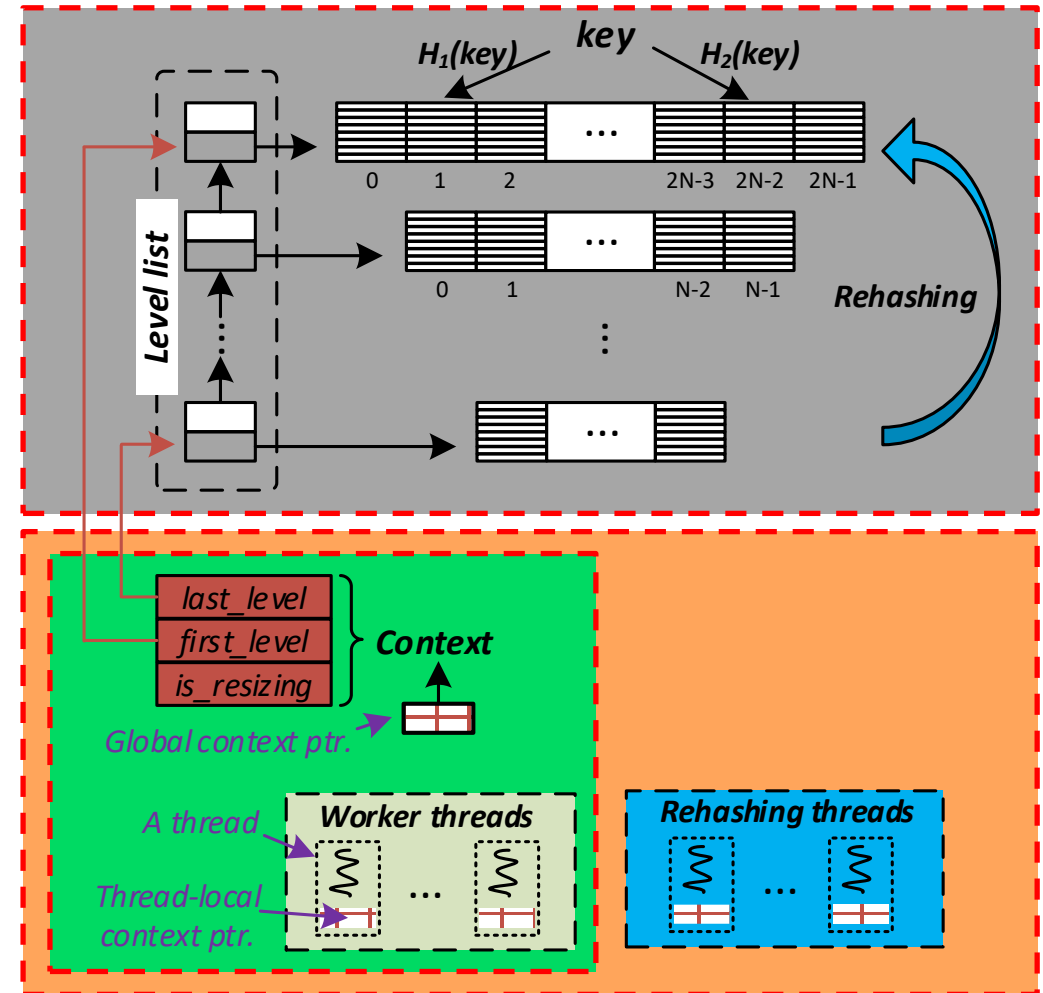 key
H₁(key) H₂(key)
...
0 1 2 2N-3 2N-2 2N-1
Level list
...
0 1 N-2 N-1
Rehashing
...
last_level
first_level
is_resizing
Context
Global context ptr.
Worker threads
Rehashing threads
A thread
...
...
Thread-local
context ptr.